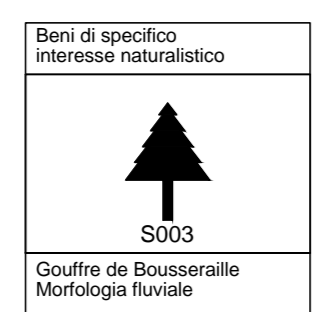 Beni di specifico
interesse naturalistico
S003
Gouffre de Bousseraille
Morfologia fluviale